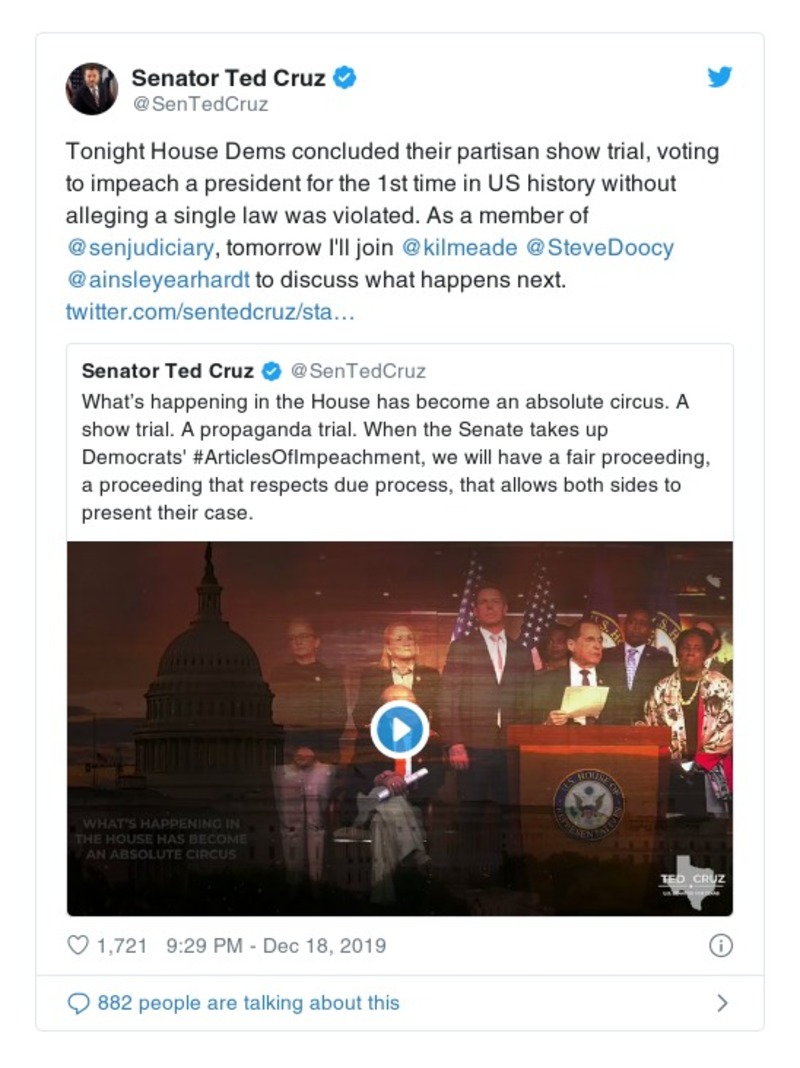 Senator Ted Cruz
@SenTedCruz
Tonight House Dems concluded their partisan show trial, voting
to impeach a president for the 1st time in US history without
alleging a single law was violated. As a member of
@senjudiciary, tomorrow I'll join @kilmeade @SteveDoocy
@ainsleyearhardt to discuss what happens next.
twitter.com/sentedcruz/sta…
Senator Ted Cruz @SenTedCruz
What's happening in the House has become an absolute circus. A
show trial. A propaganda trial. When the Senate takes up
Democrats' #ArticlesOfImpeachment, we will have a fair proceeding,
a proceeding that respects due process, that allows both sides to
present their case.
WHAT'S HAPPENING IN
THE HOUSE HAS BECOME
AN ABSOLUTE CIRCUS
U.S. HOUSE OF
REPRESENTATIVES
TED CRUZ
1,721 9:29 PM - Dec 18, 2019
882 people are talking about this